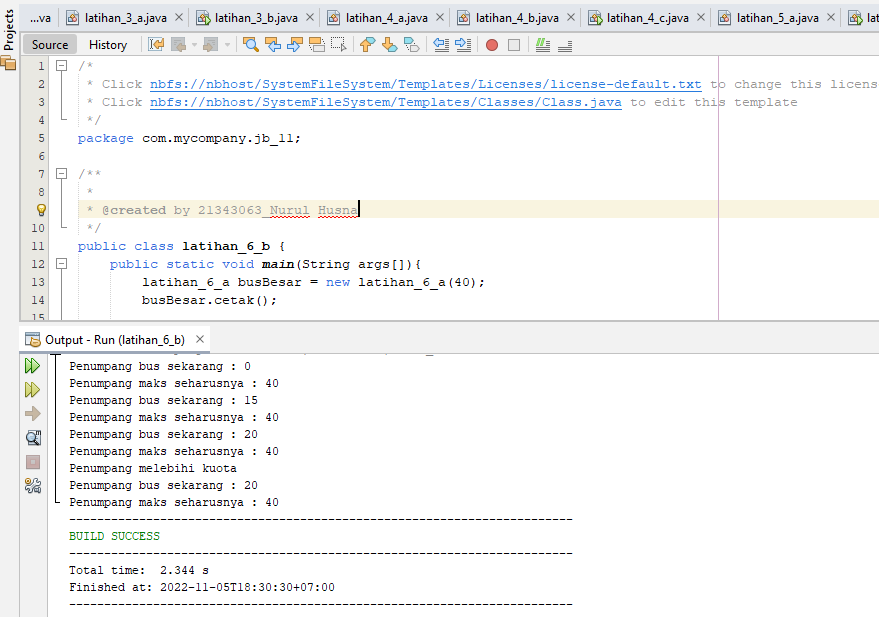 Projects
...va latihan_3_a.java latihan_3_b.java latihan_4_a.java latihan_4_b.java latihan_4_c.java latihan_5_a.java lat
Source History
1 /*
2 * Click nbfs://nbhost/SystemFileSystem/Templates/Licenses/license-default.txt to change this licens
3 * Click nbfs://nbhost/SystemFileSystem/Templates/Classes/Class.java to edit this template
4 */
5 package com.mycompany.jb_11;
6
7 /**
8 *
* @created by 21343063_Nurul Husna
10 */
11 public class latihan_6_b {
12 public static void main(String args[]){
13 latihan_6_a busBesar = new latihan_6_a(40);
14 busBesar.cetak();
15
Output - Run (latihan_6_b)
Penumpang bus sekarang : 0
Penumpang maks seharusnya : 40
Penumpang bus sekarang : 15
Penumpang maks seharusnya : 40
Penumpang bus sekarang : 20
Penumpang maks seharusnya : 40
Penumpang melebihi kuota
Penumpang bus sekarang : 20
Penumpang maks seharusnya : 40
------------------------------------------------------------------------
BUILD SUCCESS
------------------------------------------------------------------------
Total time: 2.344 s
Finished at: 2022-11-05T18:30:30+07:00
------------------------------------------------------------------------